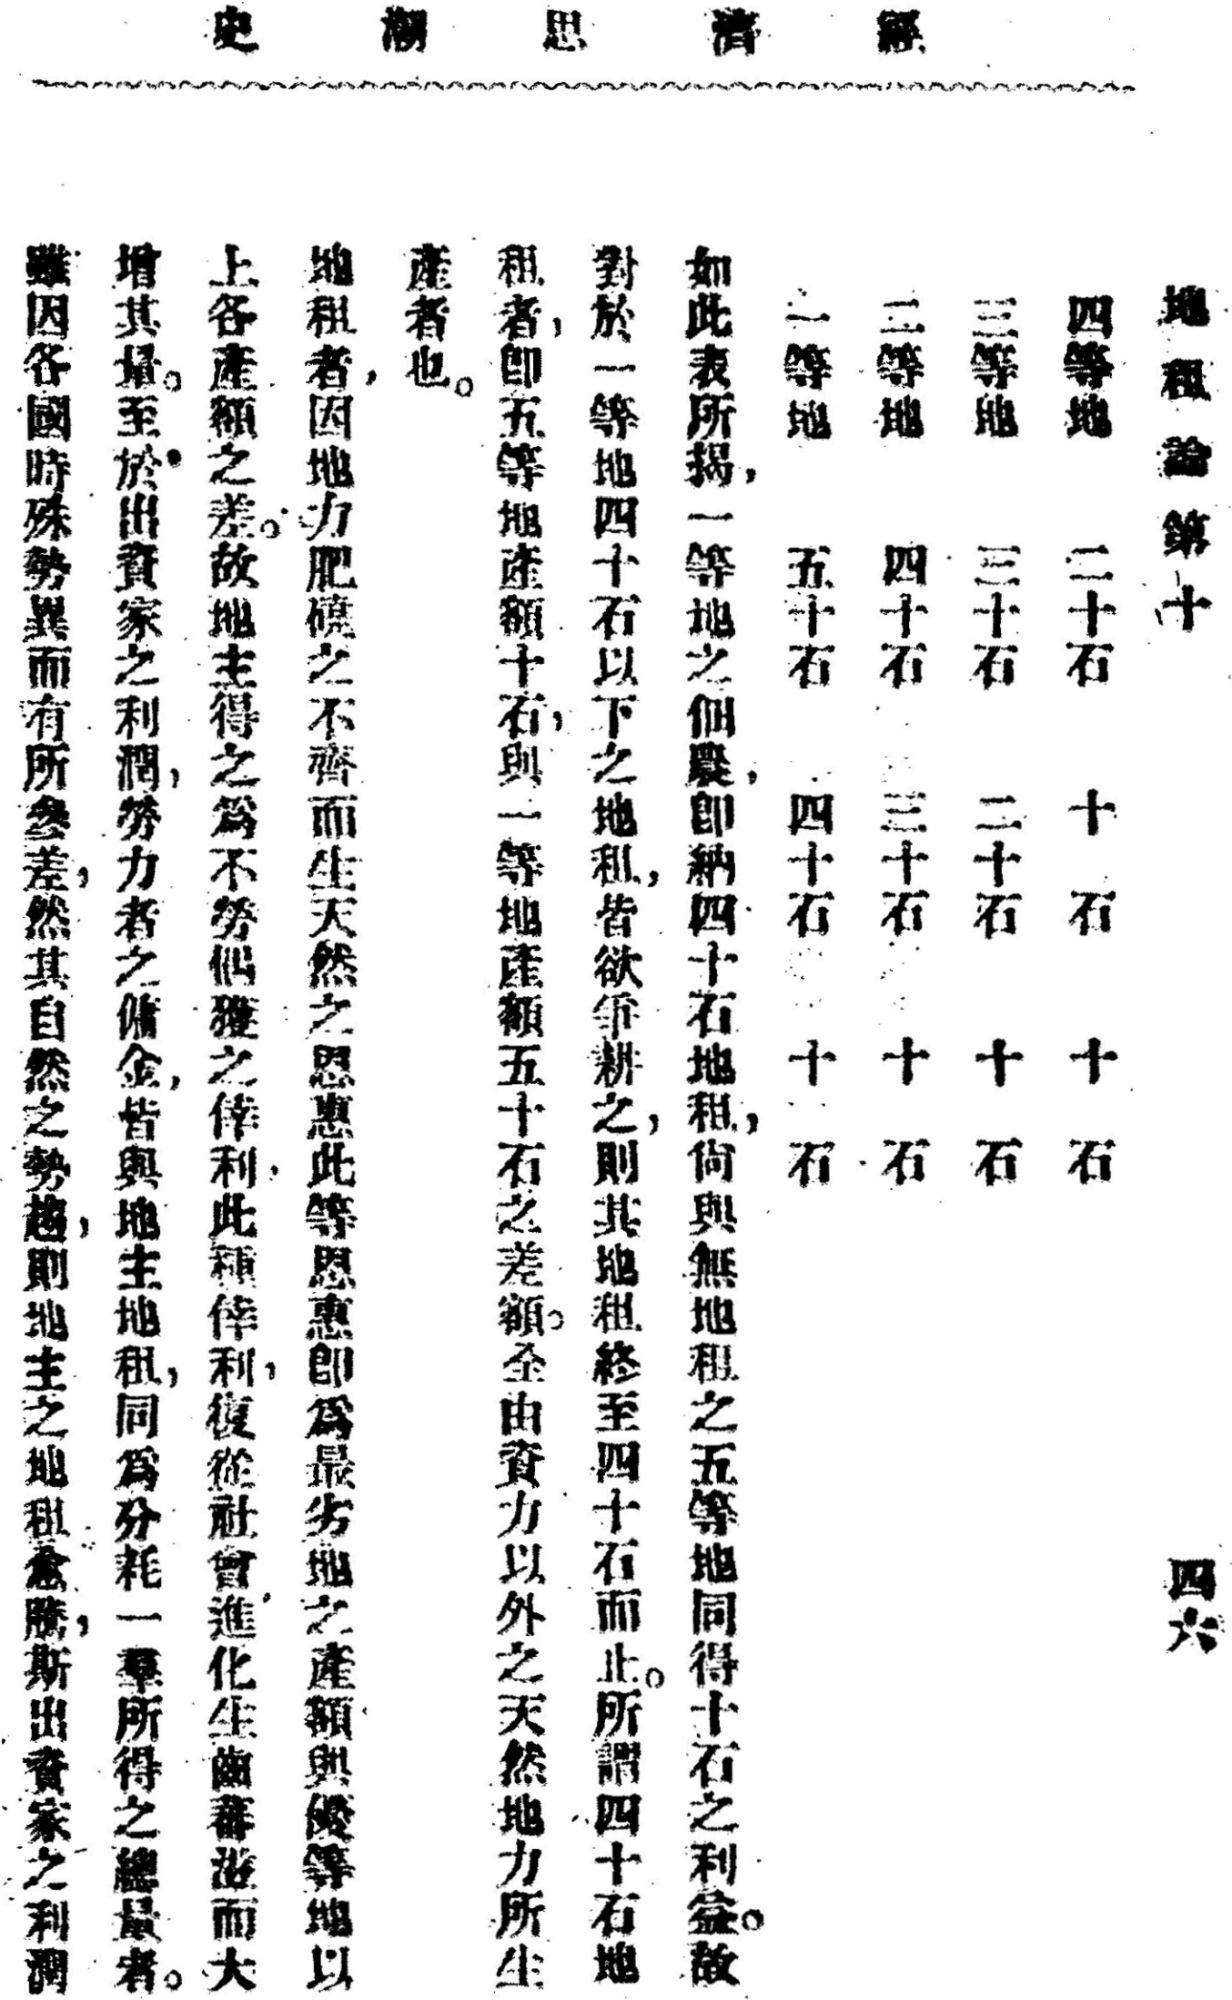 經濟思潮史
地租論第十
四六
四等地 二十石 十石 十石
三等地 三十石 二十石 十石
二等地 四十石 三十石 十石
一等地 五十石 四十石 十石
如此表所揭，一等地之佃農，卽納四十石地租，尙與無地租之五等地同得十石之利益。故
對於一等地四十石以下之地租，皆欲爭耕之，則其地租終至四十石而止。所謂四十石地
租者，卽五等地產額十石，與一等地產額五十石之差額。全由資力以外之天然地力所生
產者也。
地租者，因地力肥磽之不齊而生天然之恩惠此等恩惠卽爲最劣地之產額與優等地以
上各產額之差。故地主得之爲不勞倘獲之倖利，此種倖利，復從社會進化生齒蕃滋而大
增其量。至於出資家之利潤，勞力者之傭金，皆與地主地租，同爲分耗一羣所得之總量者。
雖因各國時殊勢異而有所參差，然其自然之勢趨，則地主之地租愈騰，斯出資家之利潤